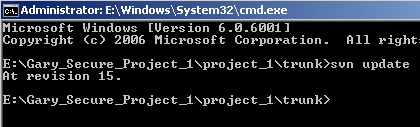 Administrator: E:\Windows\System32\cmd.exe
Microsoft Windows [Version 6.0.6001]
Copyright (c) 2006 Microsoft Corporation. All right
E:\Gary_Secure_Project_1\project_1\trunk>svn update
At revision 15.
E:\Gary_Secure_Project_1\project_1\trunk>